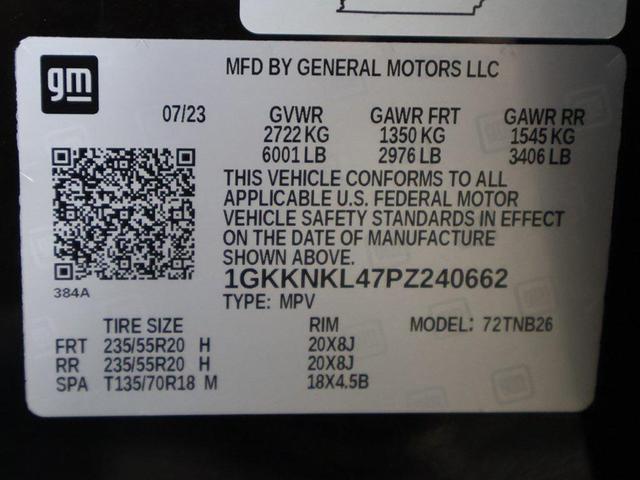 gm
MFD BY GENERAL MOTORS LLC
07/23 GVWR GAWR FRT GAWR RR
2722 KG 1350 KG 1545 KG
6001 LB 2976 LB 3406 LB
THIS VEHICLE CONFORMS TO ALL
APPLICABLE U.S. FEDERAL MOTOR
VEHICLE SAFETY STANDARDS IN EFFECT
ON THE DATE OF MANUFACTURE
SHOWN ABOVE.
384A
1GKKNKL47PZ240662
TYPE: MPV
TIRE SIZE RIM MODEL: 72TNB26
FRT 235/55R20 H 20X8J
RR 235/55R20 H 20X8J
SPA T135/70R18 M 18X4.5B